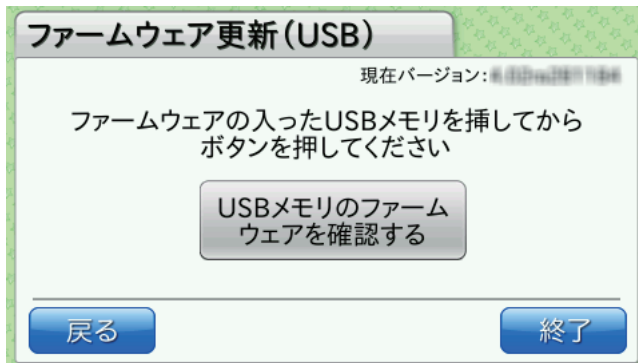 ファームウェア更新(USB)
現在バージョン:
ファームウェアの入ったUSBメモリを挿してから
ボタンを押してください
USBメモリのファーム
ウェアを確認する
戻る
終了